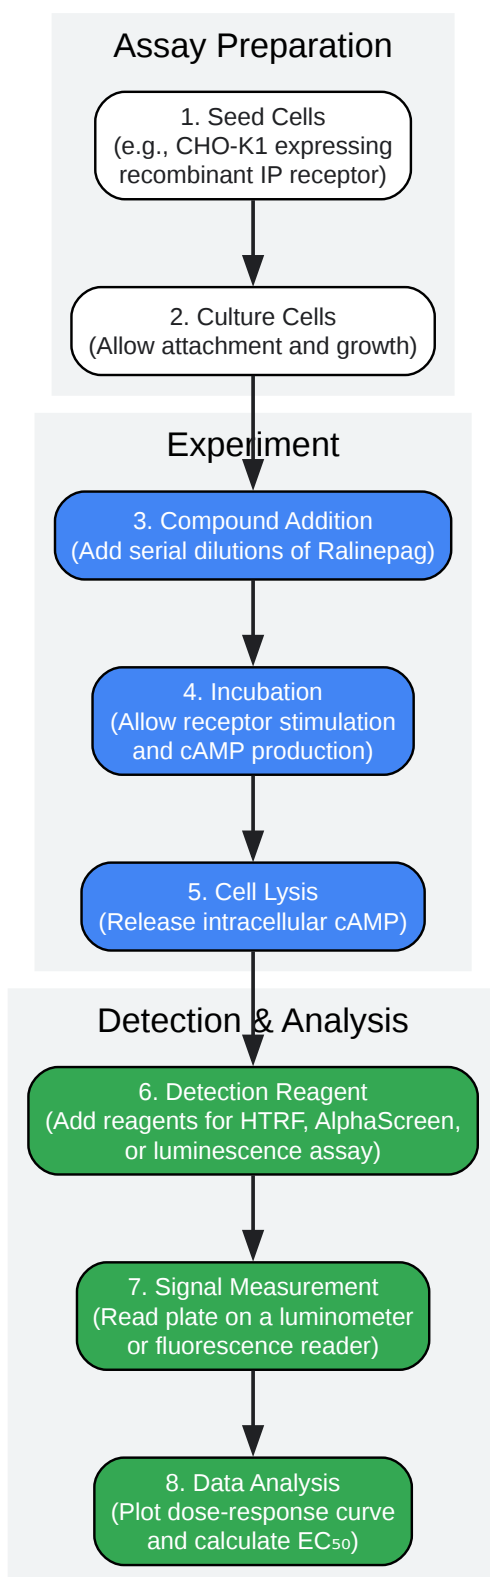 Assay Preparation
1. Seed Cells
(e.g., CHO-K1 expressing
recombinant IP receptor)
2. Culture Cells
(Allow attachment and growth)
Experiment
3. Compound Addition
(Add serial dilutions of Ralinepag)
4. Incubation
(Allow receptor stimulation
and cAMP production)
5. Cell Lysis
(Release intracellular cAMP)
Detection & Analysis
6. Detection Reagent
(Add reagents for HTRF, AlphaScreen,
or luminescence assay)
7. Signal Measurement
(Read plate on a luminometer
or fluorescence reader)
8. Data Analysis
(Plot dose-response curve
and calculate EC₅₀)